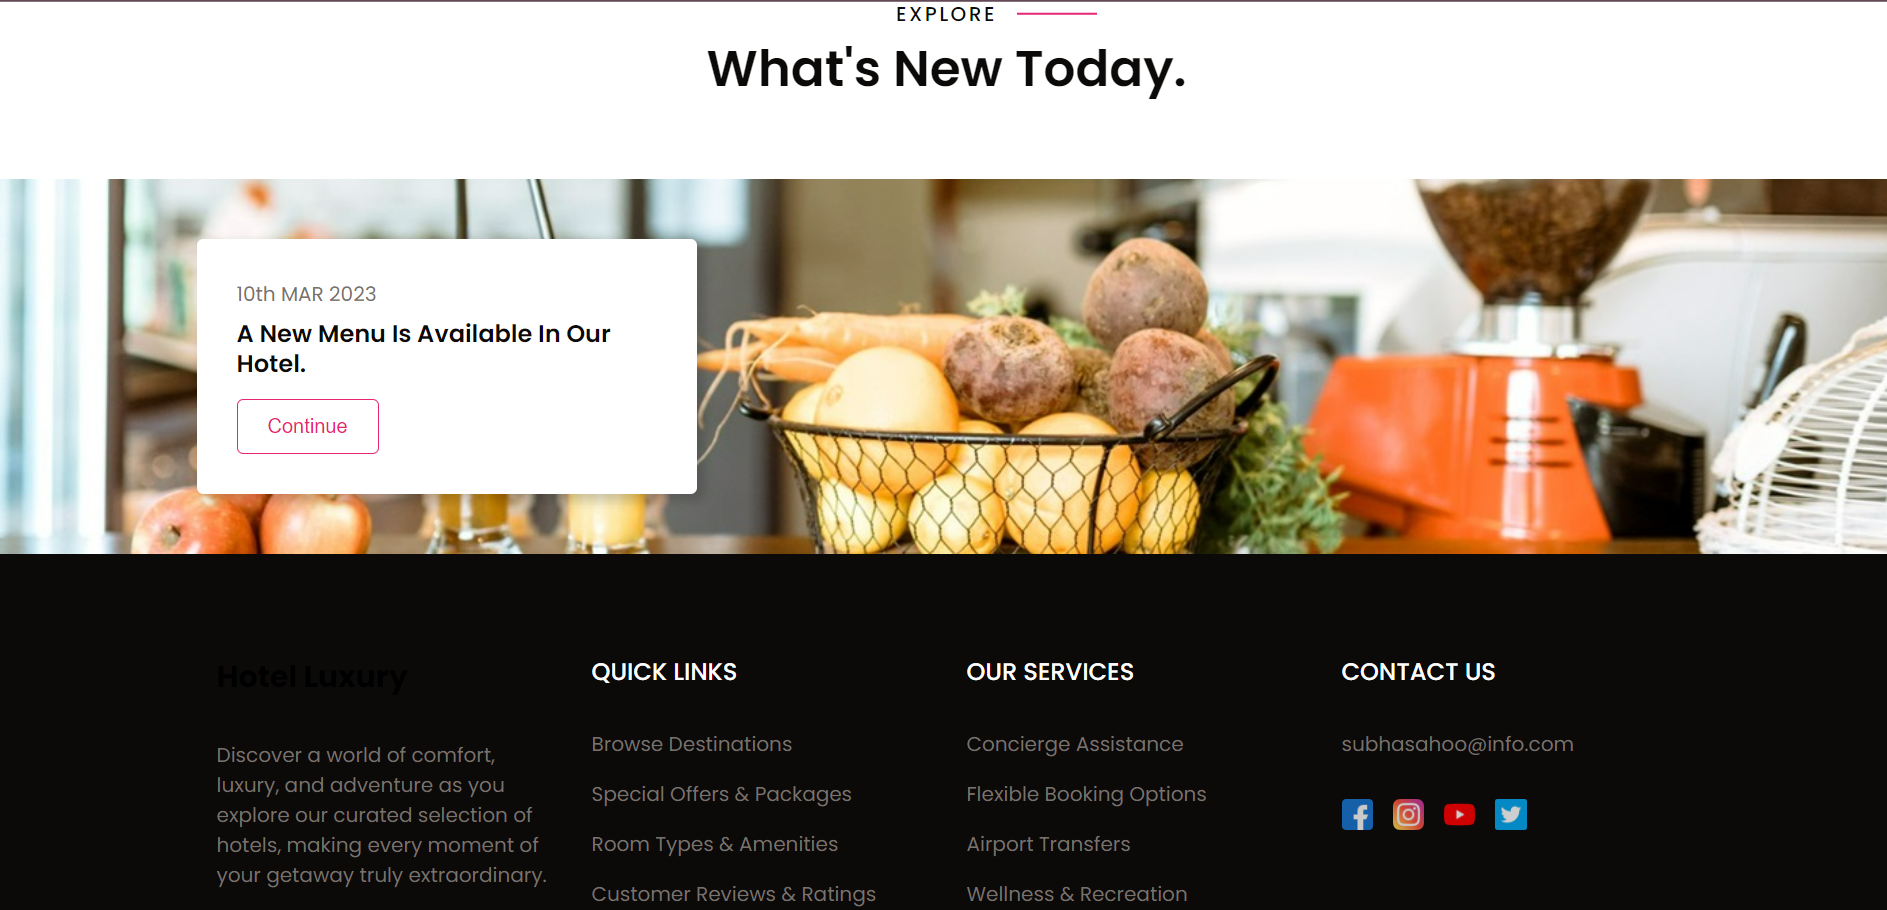 EXPLORE
What's New Today.
10th MAR 2023
A New Menu Is Available In Our
Hotel.
Continue
Hotel Luxury
Discover a world of comfort,
luxury, and adventure as you
explore our curated selection of
hotels, making every moment of
your getaway truly extraordinary.
QUICK LINKS
Browse Destinations
Special Offers & Packages
Room Types & Amenities
Customer Reviews & Ratings
OUR SERVICES
Concierge Assistance
Flexible Booking Options
Airport Transfers
Wellness & Recreation
CONTACT US
subhasahoo@info.com